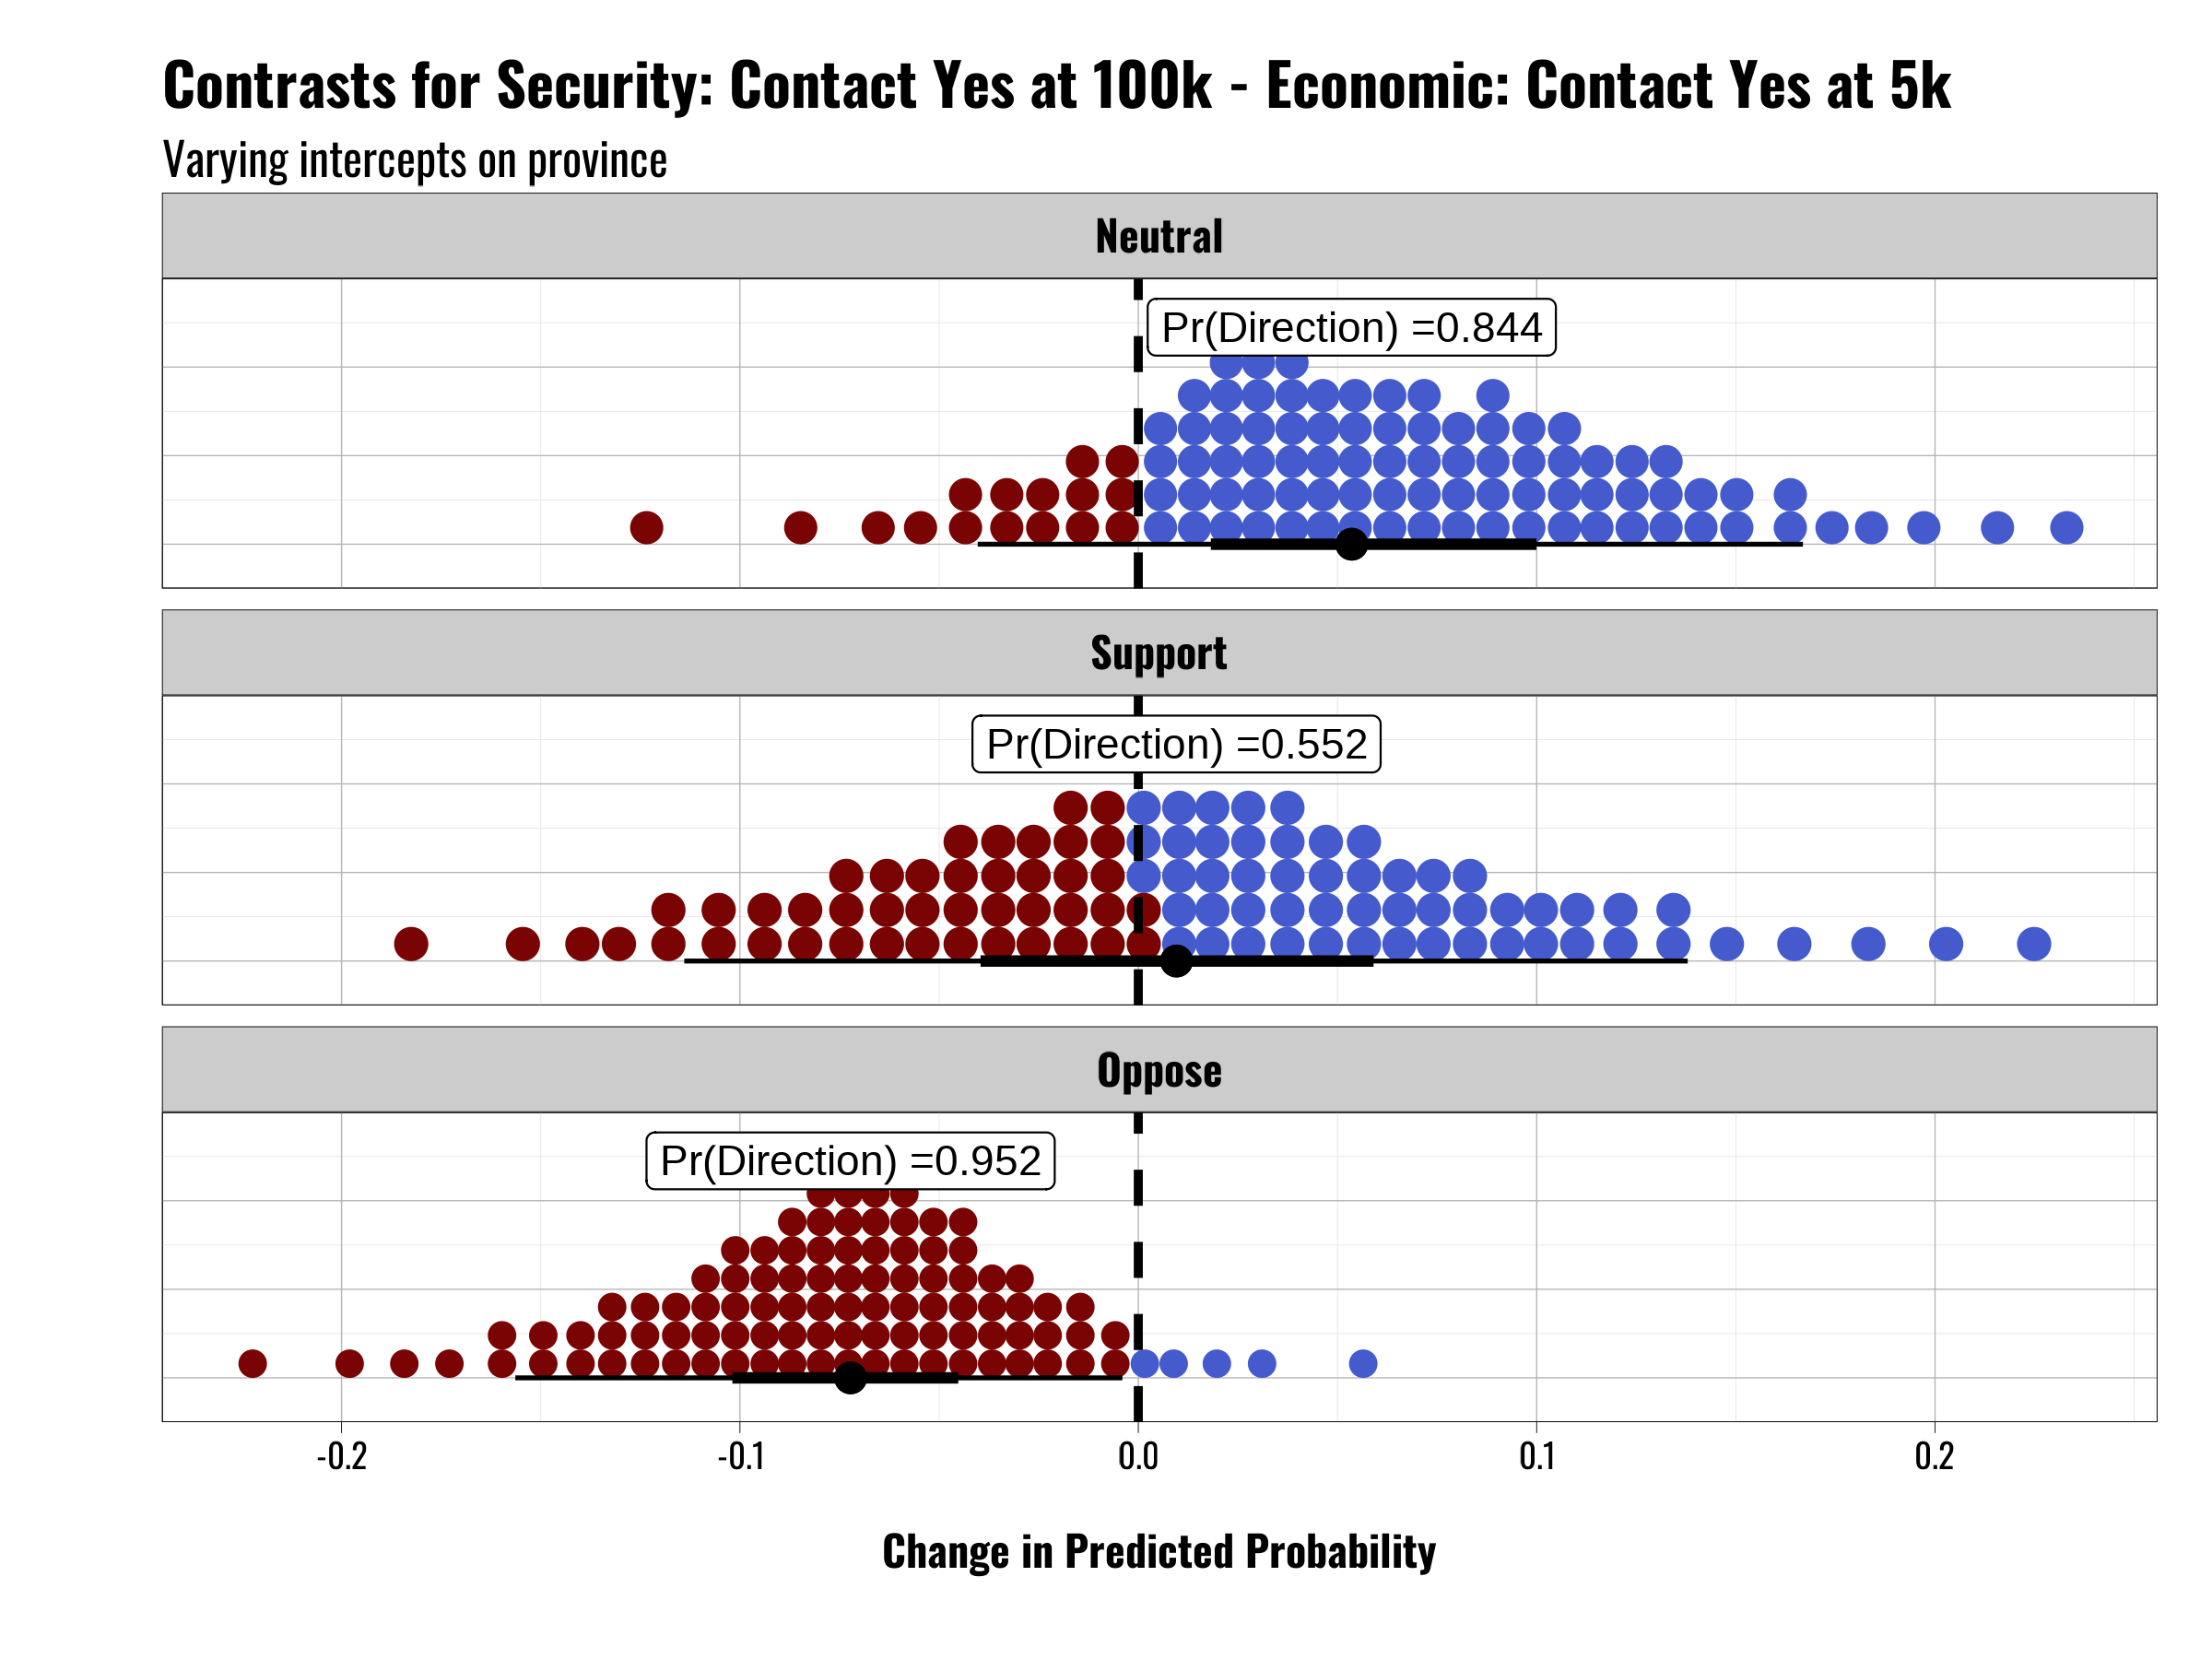 Contrasts for Security: Contact Yes at 100k - Economic: Contact Yes at 5k
Varying intercepts on province
Neutral
Pr(Direction) =0.844
Support
Pr(Direction) =0.552
Oppose
Pr(Direction) =0.952
-0.2 -0.1 0.0 0.1 0.2
Change in Predicted Probability